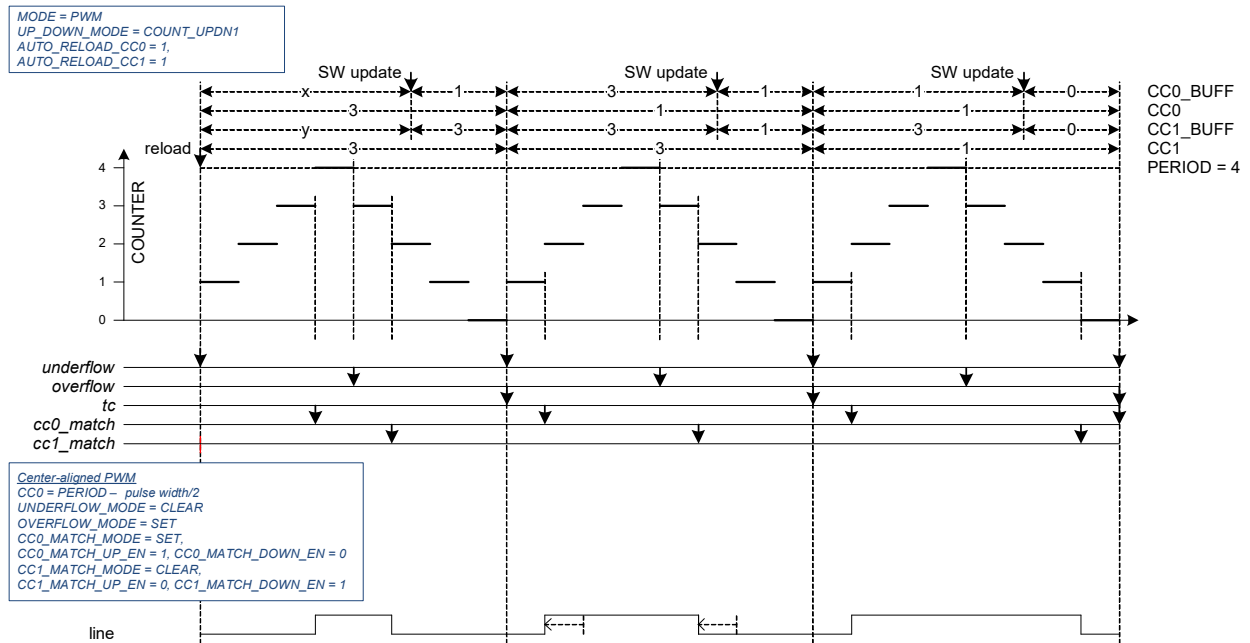 MODE = PWM
UP_DOWN_MODE = COUNT_UPDN1
AUTO_RELOAD_CC0 = 1,
AUTO_RELOAD_CC1 = 1
SW update SW update SW update
x 1 3 1 1 0 CC0_BUFF
3 1 1 CC0
y 3 3 1 3 0 CC1_BUFF
reload 3 3 1 CC1
4 PERIOD = 4
3
COUNTER
2
1
0
underflow
overflow
tc
cc0_match
cc1_match
Center-aligned PWM
CC0 = PERIOD – pulse width/2
UNDERFLOW_MODE = CLEAR
OVERFLOW_MODE = SET
CC0_MATCH_MODE = SET,
CC0_MATCH_UP_EN = 1, CC0_MATCH_DOWN_EN = 0
CC1_MATCH_MODE = CLEAR,
CC1_MATCH_UP_EN = 0, CC1_MATCH_DOWN_EN = 1
line